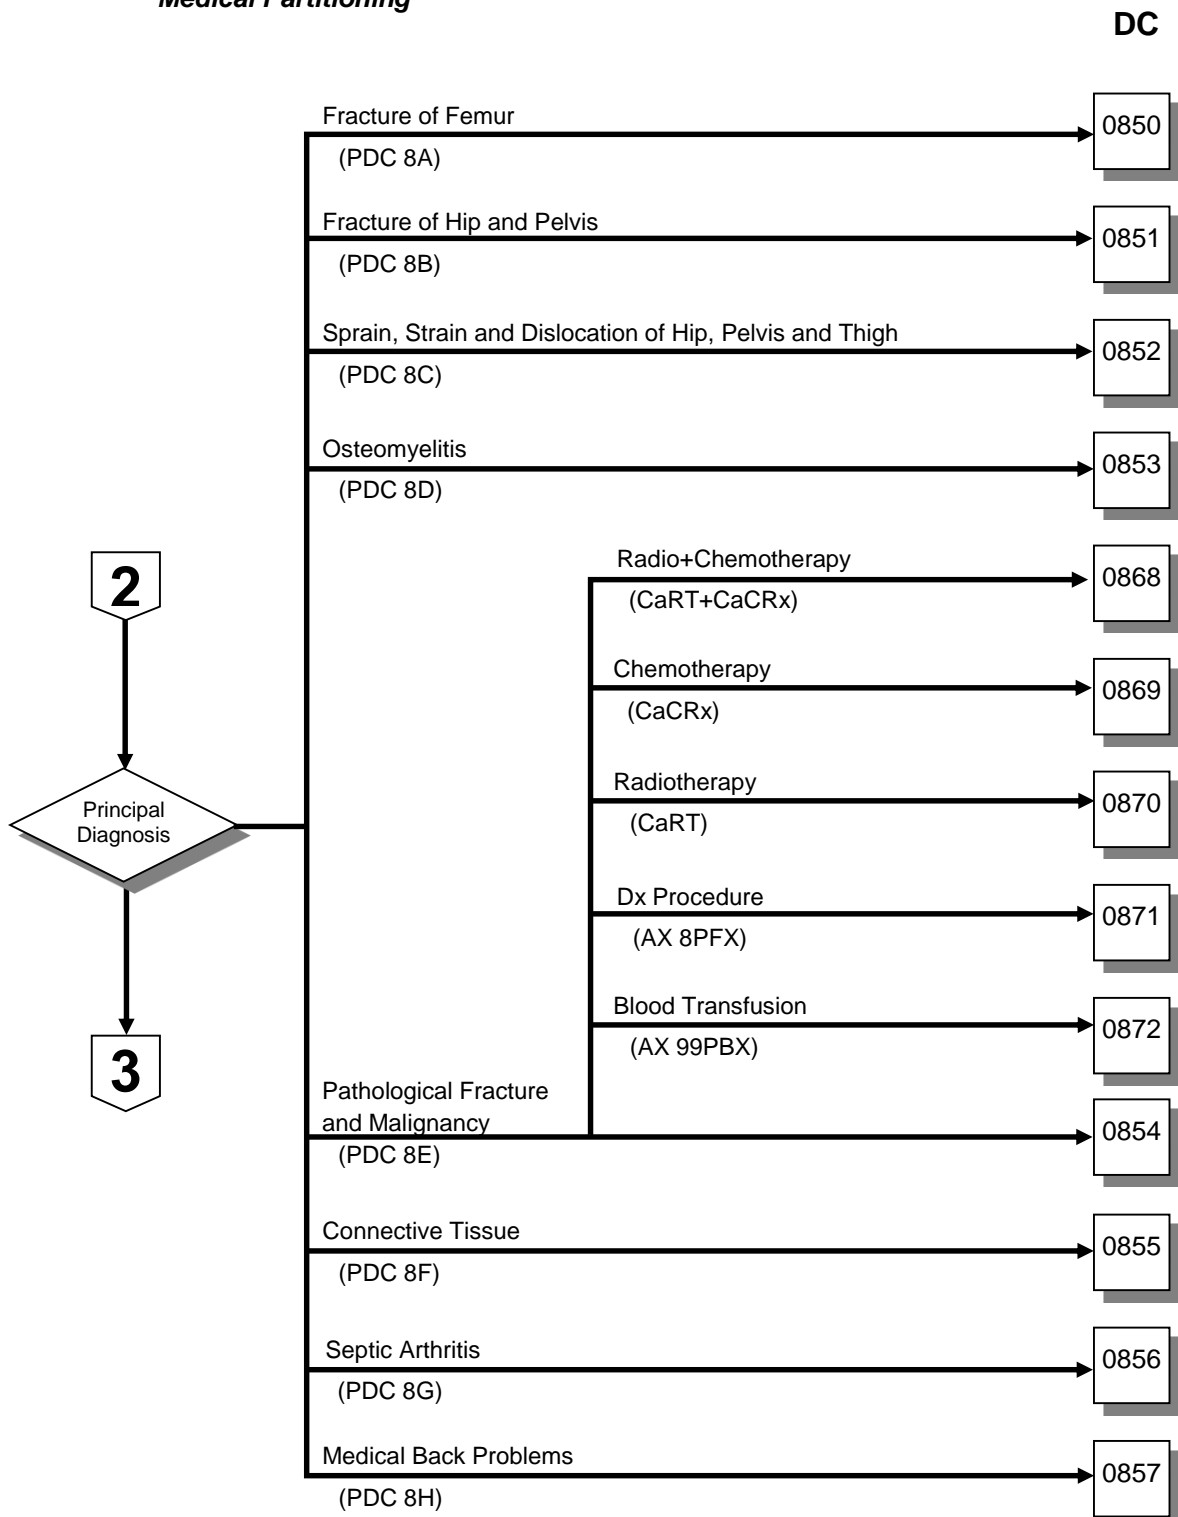 Medical Partitioning
DC
Fracture of Femur
(PDC 8A)
0850
Fracture of Hip and Pelvis
(PDC 8B)
0851
Sprain, Strain and Dislocation of Hip, Pelvis and Thigh
(PDC 8C)
0852
Osteomyelitis
(PDC 8D)
0853
2
Radio+Chemotherapy
(CaRT+CaCRx)
0868
Chemotherapy
(CaCRx)
0869
Principal
Diagnosis
Radiotherapy
(CaRT)
0870
Dx Procedure
(AX 8PFX)
0871
Blood Transfusion
(AX 99PBX)
0872
3
Pathological Fracture
and Malignancy
(PDC 8E)
0854
Connective Tissue
(PDC 8F)
0855
Septic Arthritis
(PDC 8G)
0856
Medical Back Problems
(PDC 8H)
0857